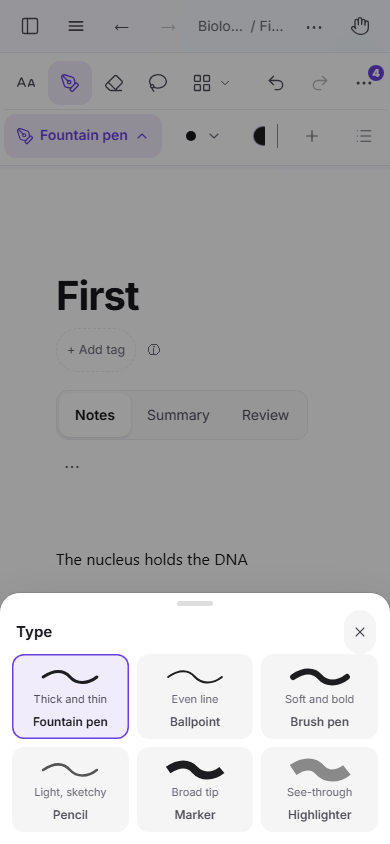 Biolo... / Fi...
AA
4
Fountain pen
First
+ Add tag
Notes Summary Review
...
The nucleus holds the DNA
Type
Thick and thin
Fountain pen
Even line
Ballpoint
Soft and bold
Brush pen
Light, sketchy
Pencil
Broad tip
Marker
See-through
Highlighter